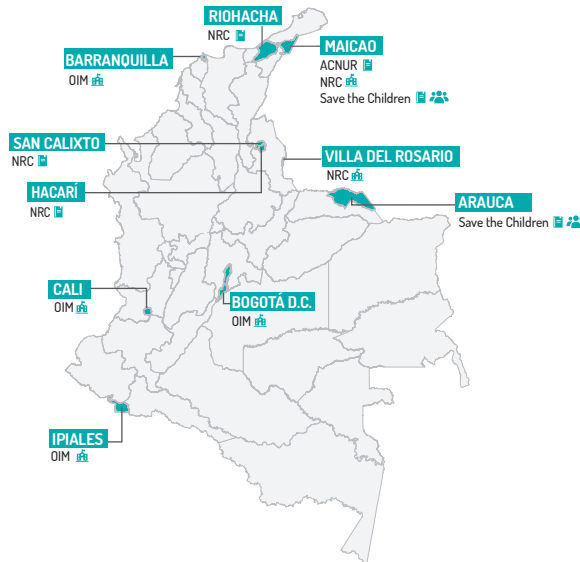 RIOHACHA
NRC
MAICAO
ACNUR
NRC
Save the Children
BARRANQUILLA
OIM
SAN CALIXTO
NRC
VILLA DEL ROSARIO
NRC
HACARÍ
NRC
ARAUCA
Save the Children
CALI
OIM
BOGOTÁ D.C.
OIM
IPIALES
OIM